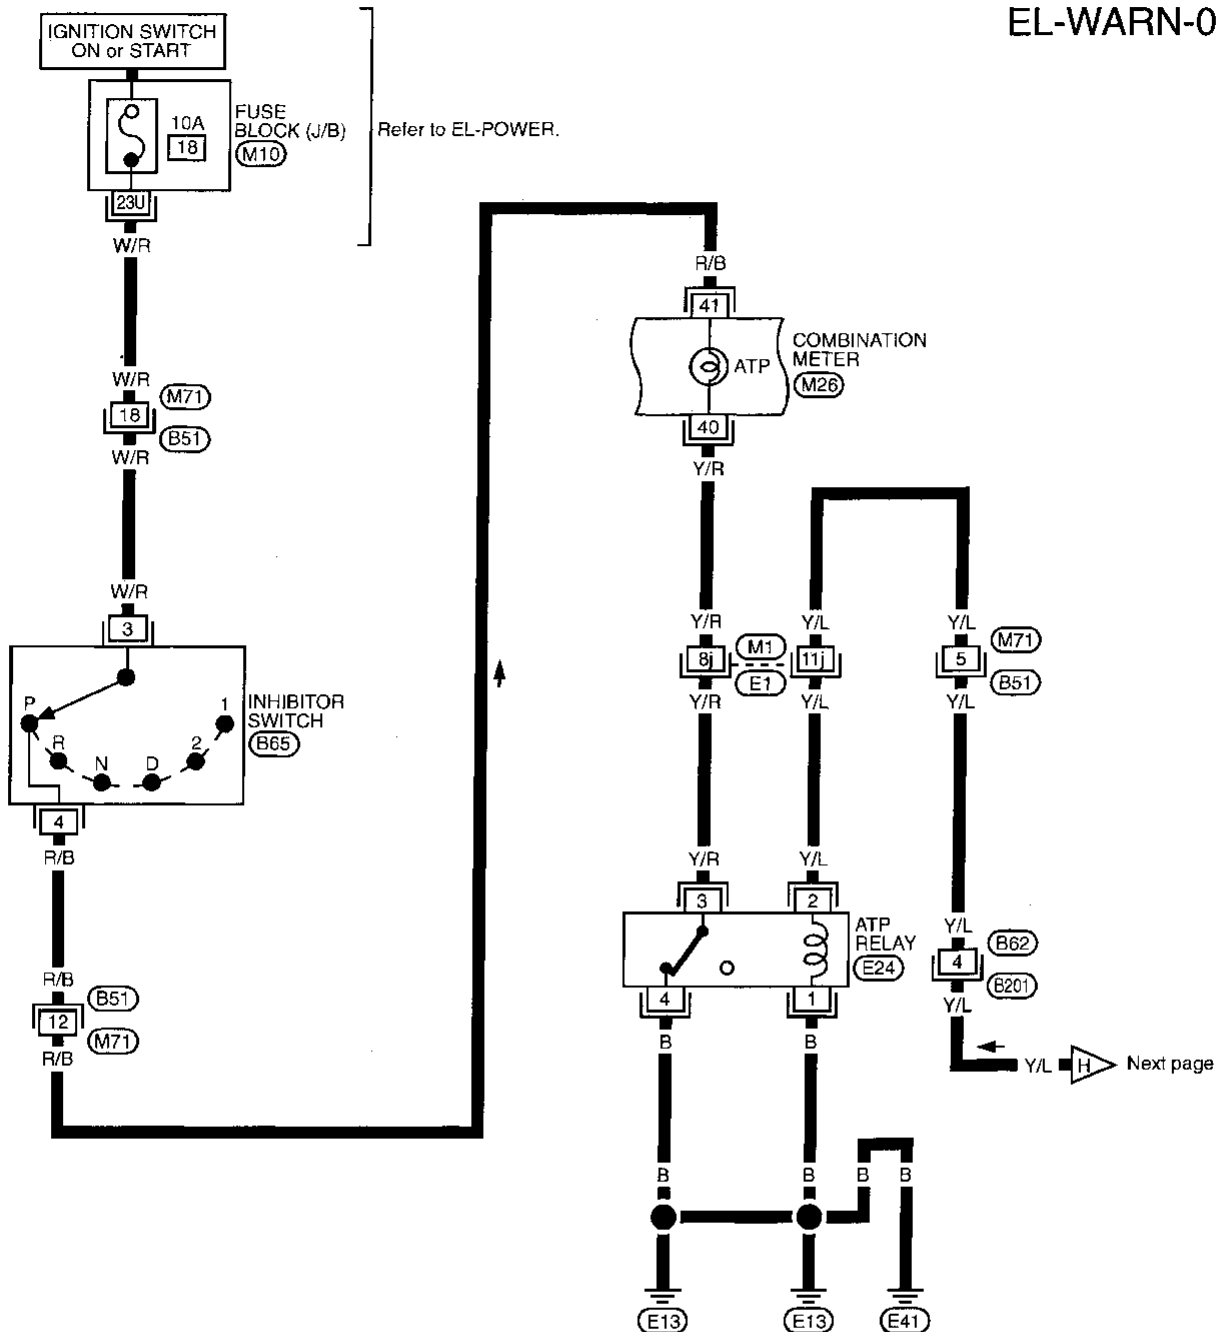 EL-WARN-0
IGNITION SWITCH
ON or START
10A
18
FUSE
BLOCK (J/B)
M10
Refer to EL-POWER.
23U
W/R
W/R
18
M71
B51
W/R
W/R
3
P
R
N
D
2
1
INHIBITOR
SWITCH
B65
4
R/B
R/B
12
B51
M71
R/B
R/B
41
ATP
COMBINATION
METER
M26
40
Y/R
Y/R
8j
M1
E1
Y/R
Y/L
11j
Y/L
Y/L
5
M71
B51
Y/L
Y/R
Y/L
3
2
ATP
RELAY
E24
4
1
Y/L
4
B62
B201
Y/L
Y/L
H
Next page
B
B
B
B
B
B
E13
E13
E41